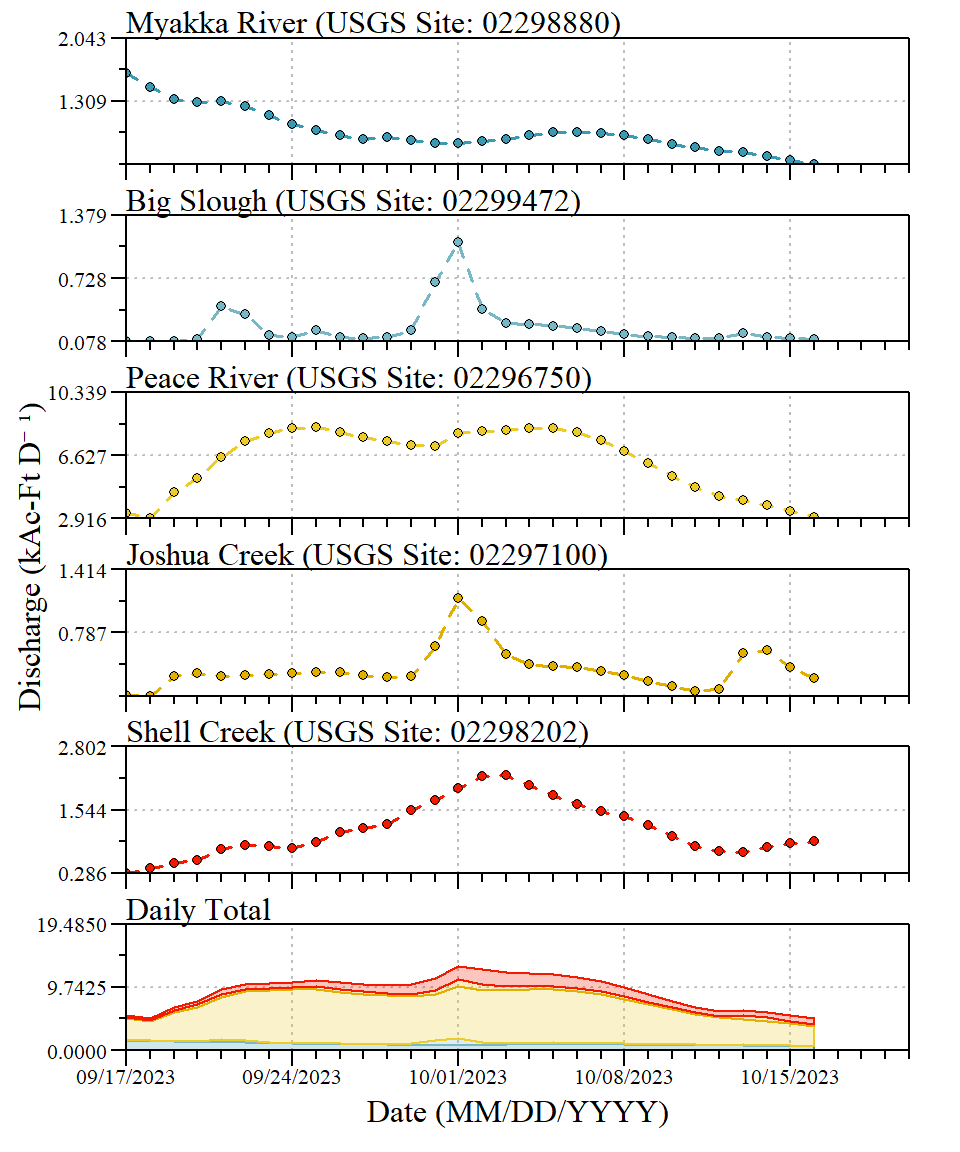 Myakka River (USGS Site: 02298880)
2.043
1.309
Big Slough (USGS Site: 02299472)
1.379
0.728
0.078
Peace River (USGS Site: 02296750)
10.339
6.627
2.916
Joshua Creek (USGS Site: 02297100)
1.414
0.787
Shell Creek (USGS Site: 02298202)
2.802
1.544
0.286
Daily Total
19.4850
9.7425
0.0000
09/17/2023 09/24/2023 10/01/2023 10/08/2023 10/15/2023
Date (MM/DD/YYYY)
Discharge (kAc-Ft D⁻¹)